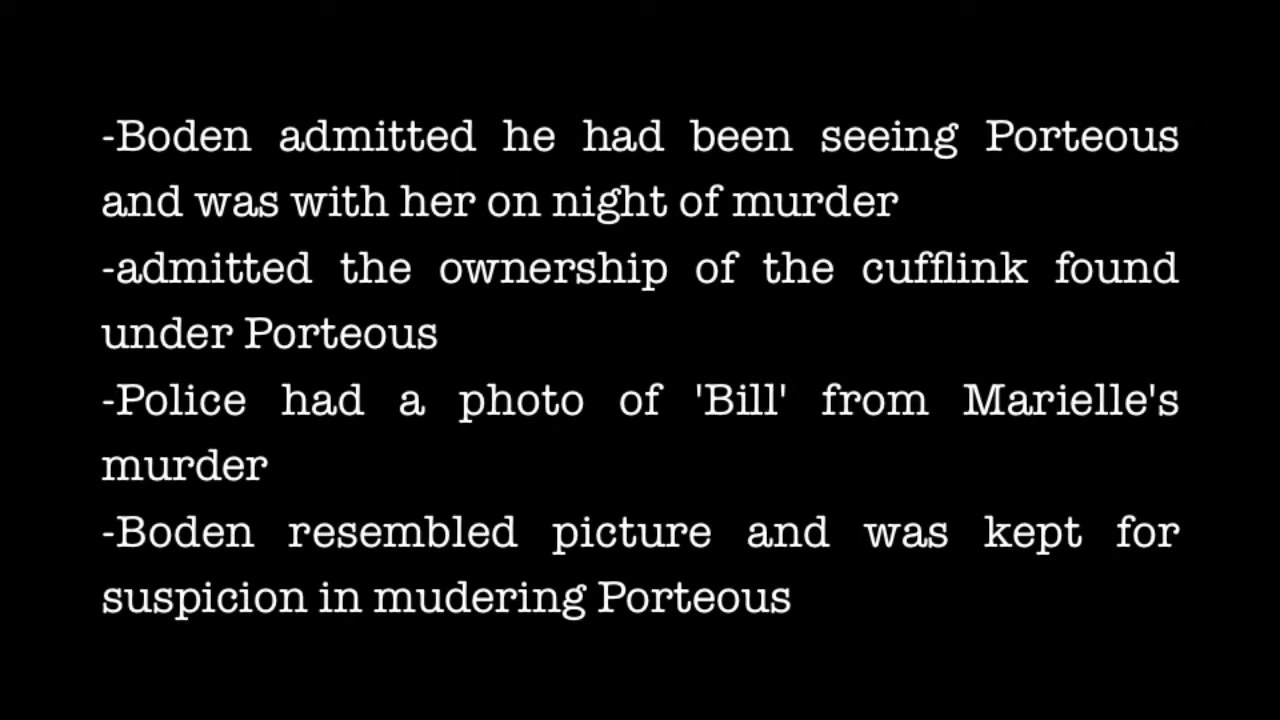 -Boden admitted he had been seeing Porteous
and was with her on night of murder
-admitted the ownership of the cufflink found
under Porteous
-Police had a photo of 'Bill' from Marielle's
murder
-Boden resembled picture and was kept for
suspicion in mudering Porteous